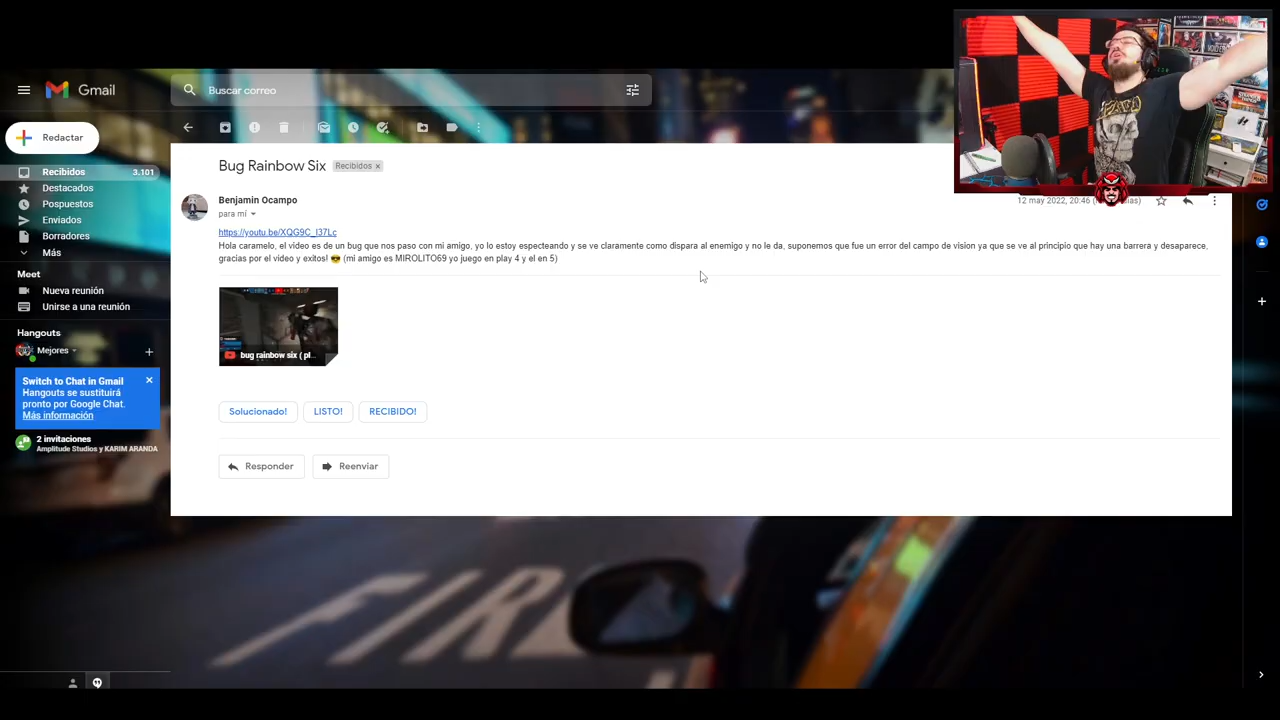 Gmail
Buscar correo
Redactar
Recibidos 3.101
Destacados
Pospuestos
Enviados
Borradores
Más
Meet
Nueva reunión
Unirse a una reunión
Hangouts
Mejores
Switch to Chat in Gmail
Hangouts se sustituirá
pronto por Google Chat.
Más información
2 invitaciones
Amplitude Studios y KARIM ARANDA
Bug Rainbow Six Recibidos x
Benjamin Ocampo
12 may 2022, 20:46
para mí
https://youtu.be/XQG9C_I37Lc
Hola caramelo, el video es de un bug que nos paso con mi amigo, yo lo estoy especteando y se ve claramente como dispara al enemigo y no le da, suponemos que fue un error del campo de vision ya que se ve al principio que hay una barrera y desaparece,
gracias por el video y exitos! 😎 (mi amigo es MIROLITO69 yo juego en play 4 y el en 5)
bug rainbow six ( pl...
Solucionado! LISTO! RECIBIDO!
Responder Reenviar